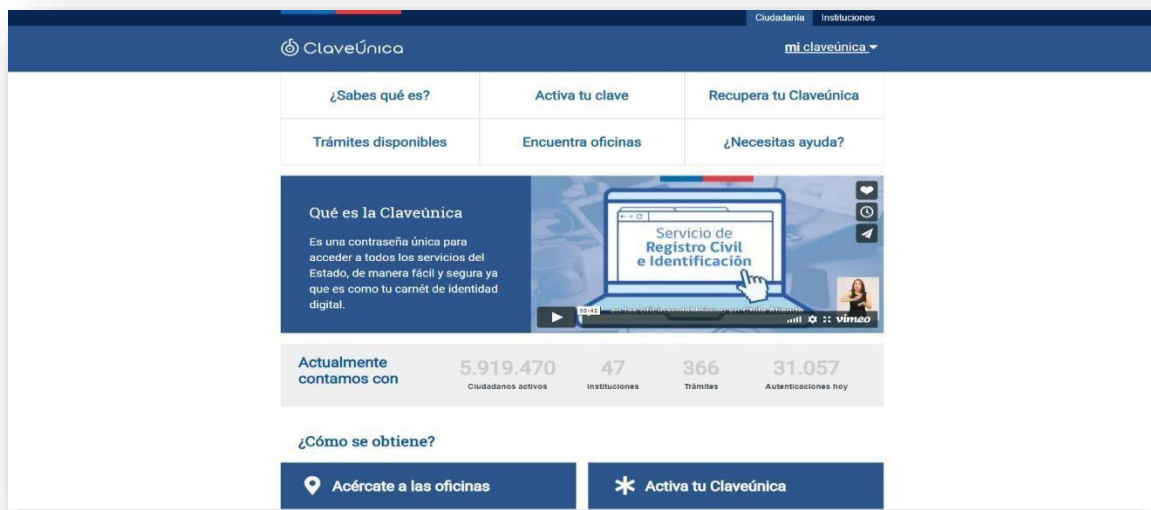 Ciudadanía Instituciones
ClaveÚnica
mi claveúnica
¿Sabes qué es? Activa tu clave Recupera tu Claveúnica
Trámites disponibles Encuentra oficinas ¿Necesitas ayuda?
Qué es la Claveúnica
Es una contraseña única para
acceder a todos los servicios del
Estado, de manera fácil y segura ya
que es como tu carnét de identidad
digital.
Servicio de
Registro Civil
e Identificación
00:42
vimeo
Actualmente
contamos con
5.919.470 47 366 31.057
Ciudadanos activos Instituciones Trámites Autenticaciones hoy
¿Cómo se obtiene?
Acércate a las oficinas Activa tu Claveúnica